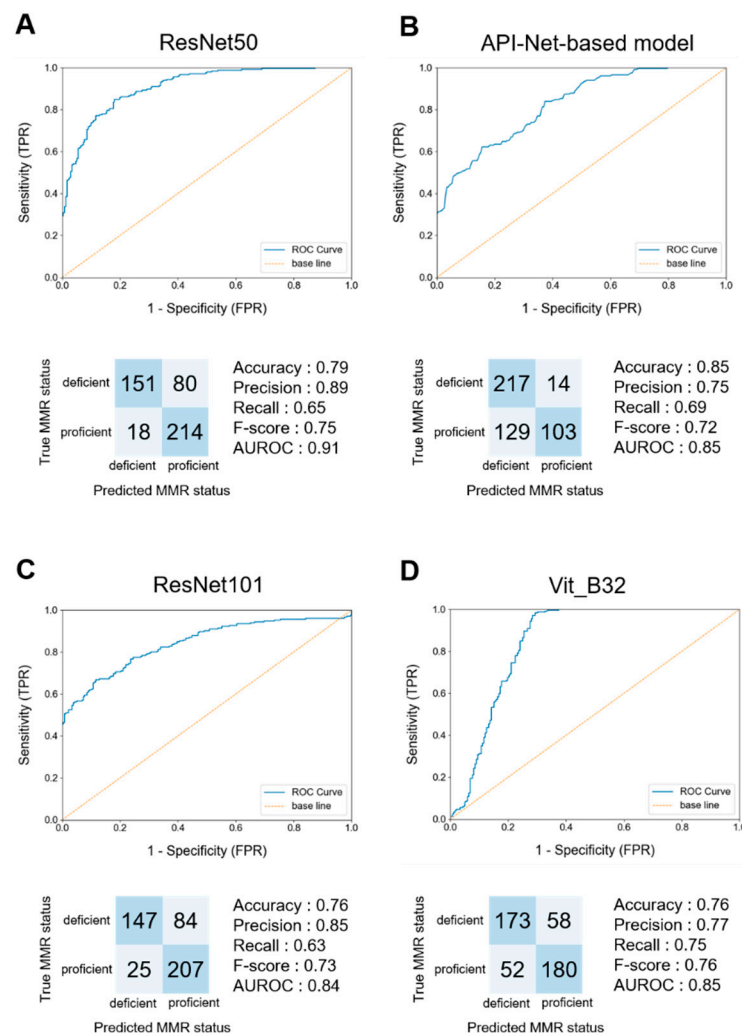 A
ResNet50
1.0
0.8
0.6
0.4
0.2
0.0
Sensitivity (TPR)
ROC Curve
base line
0.0 0.2 0.4 0.6 0.8 1.0
1 - Specificity (FPR)
True MMR status
deficient 151 80
proficient 18 214
deficient proficient
Predicted MMR status
Accuracy : 0.79
Precision : 0.89
Recall : 0.65
F-score : 0.75
AUROC : 0.91
B
API-Net-based model
1.0
0.8
0.6
0.4
0.2
0.0
Sensitivity (TPR)
ROC Curve
base line
0.0 0.2 0.4 0.6 0.8 1.0
1 - Specificity (FPR)
True MMR status
deficient 217 14
proficient 129 103
deficient proficient
Predicted MMR status
Accuracy : 0.85
Precision : 0.75
Recall : 0.69
F-score : 0.72
AUROC : 0.85
C
ResNet101
1.0
0.8
0.6
0.4
0.2
0.0
Sensitivity (TPR)
ROC Curve
base line
0.0 0.2 0.4 0.6 0.8 1.0
1 - Specificity (FPR)
True MMR status
deficient 147 84
proficient 25 207
deficient proficient
Predicted MMR status
Accuracy : 0.76
Precision : 0.85
Recall : 0.63
F-score : 0.73
AUROC : 0.84
D
Vit_B32
1.0
0.8
0.6
0.4
0.2
0.0
Sensitivity (TPR)
ROC Curve
base line
0.0 0.2 0.4 0.6 0.8 1.0
1 - Specificity (FPR)
True MMR status
deficient 173 58
proficient 52 180
deficient proficient
Predicted MMR status
Accuracy : 0.76
Precision : 0.77
Recall : 0.75
F-score : 0.76
AUROC : 0.85